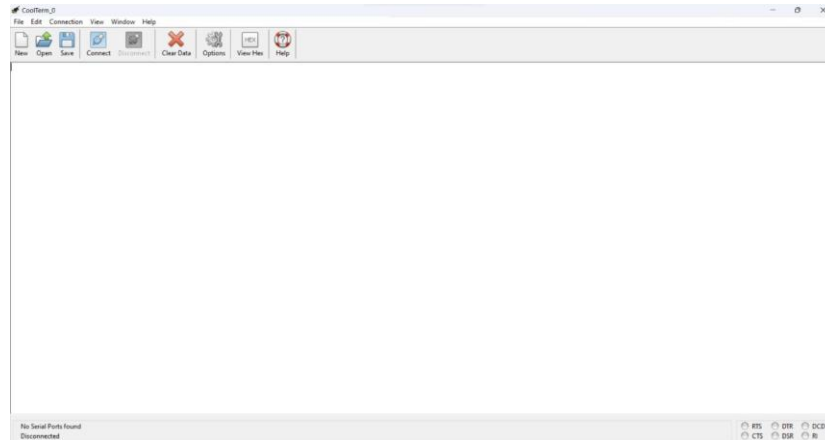 CoolTerm_0
File Edit Connection View Window Help
HEX
New Open Save Connect Disconnect Clear Data Options View Hex Help
No Serial Ports found
Disconnected
RTS DTR DCD
CTS DSR RI